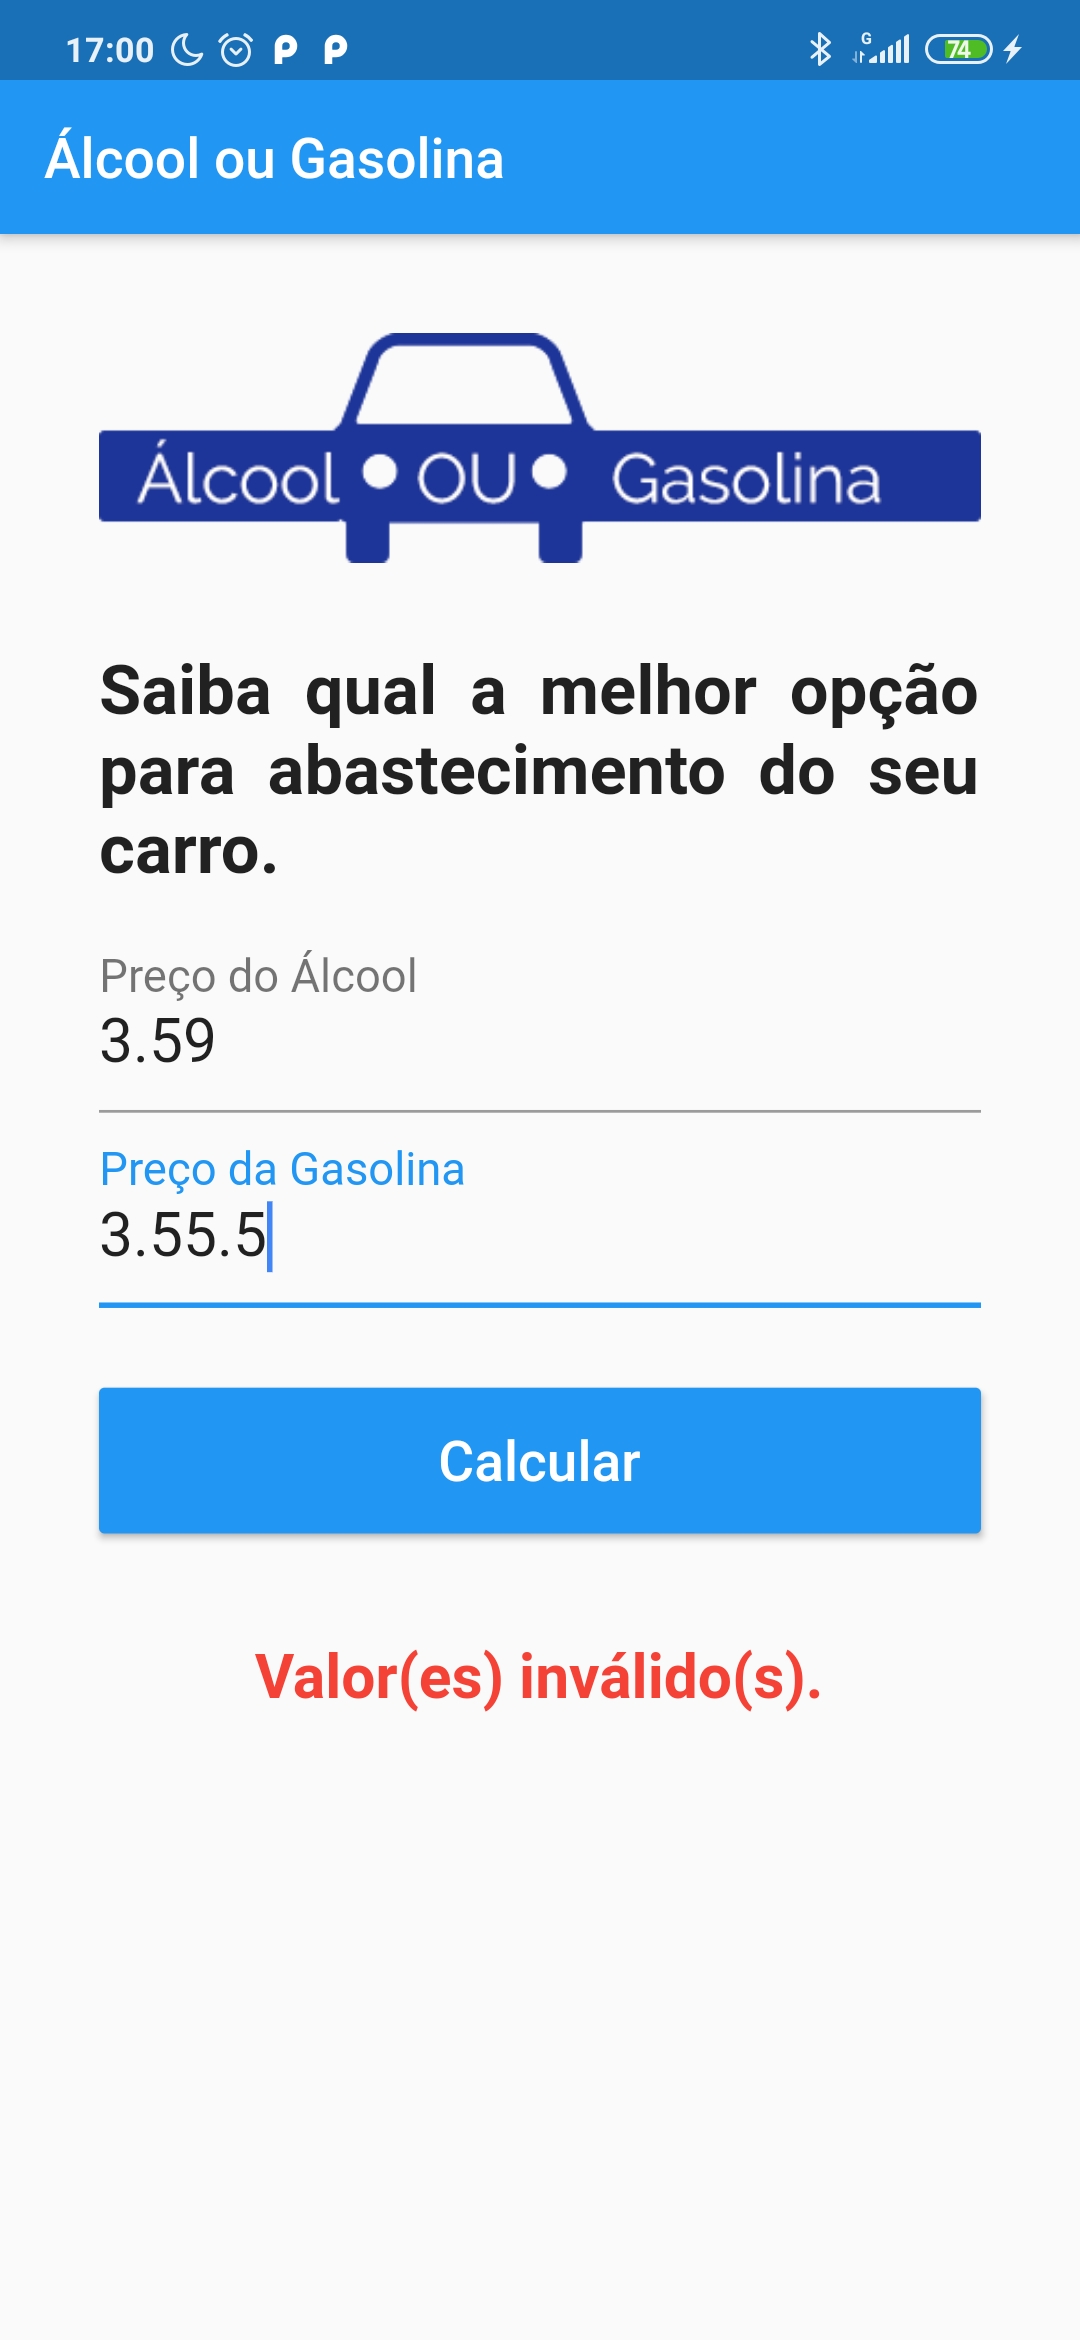 17:00 G 74
Álcool ou Gasolina
Álcool OU Gasolina
Saiba qual a melhor opção
para abastecimento do seu
carro.
Preço do Álcool
3.59
Preço da Gasolina
3.55.5
Calcular
Valor(es) inválido(s).